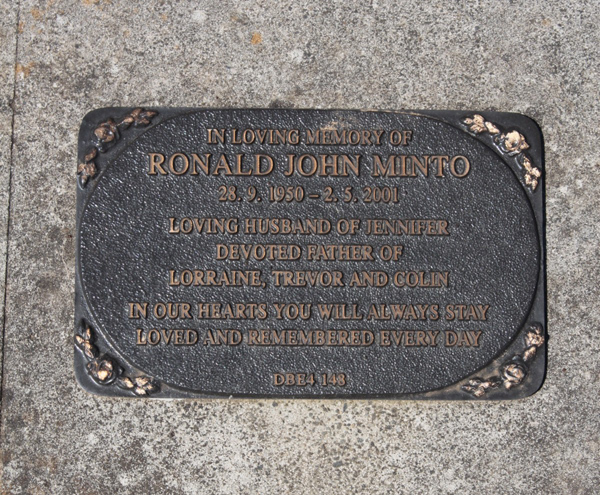 IN LOVING MEMORY OF
RONALD JOHN MINTO
28. 9. 1950 – 2. 5. 2001
LOVING HUSBAND OF JENNIFER
DEVOTED FATHER OF
LORRAINE, TREVOR AND COLIN
IN OUR HEARTS YOU WILL ALWAYS STAY
LOVED AND REMEMBERED EVERY DAY
DBE4 148